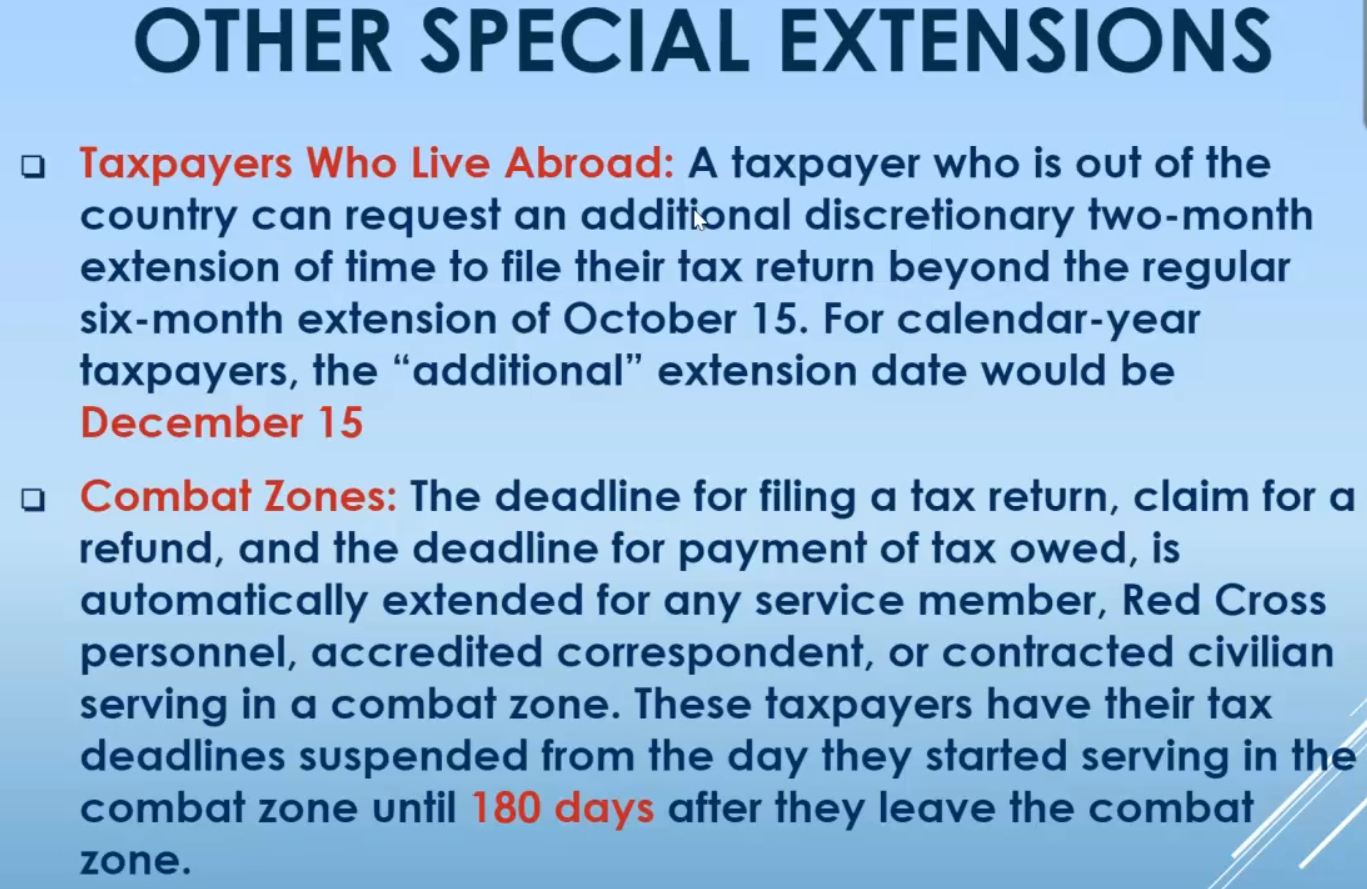 OTHER SPECIAL EXTENSIONS
❑ Taxpayers Who Live Abroad: A taxpayer who is out of the
country can request an additional discretionary two-month
extension of time to file their tax return beyond the regular
six-month extension of October 15. For calendar-year
taxpayers, the “additional” extension date would be
December 15
❑ Combat Zones: The deadline for filing a tax return, claim for a
refund, and the deadline for payment of tax owed, is
automatically extended for any service member, Red Cross
personnel, accredited correspondent, or contracted civilian
serving in a combat zone. These taxpayers have their tax
deadlines suspended from the day they started serving in the
combat zone until 180 days after they leave the combat
zone.